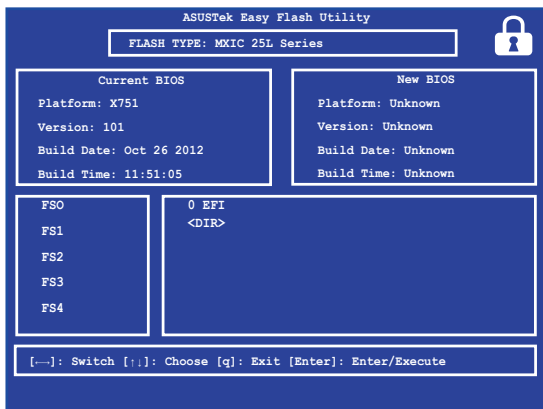 ASUSTek Easy Flash Utility
FLASH TYPE: MXIC 25L Series
Current BIOS
Platform: X751
Version: 101
Build Date: Oct 26 2012
Build Time: 11:51:05
New BIOS
Platform: Unknown
Version: Unknown
Build Date: Unknown
Build Time: Unknown
FSO
FS1
FS2
FS3
FS4
0 EFI
<DIR>
[←→]: Switch [↑↓]: Choose [q]: Exit [Enter]: Enter/Execute